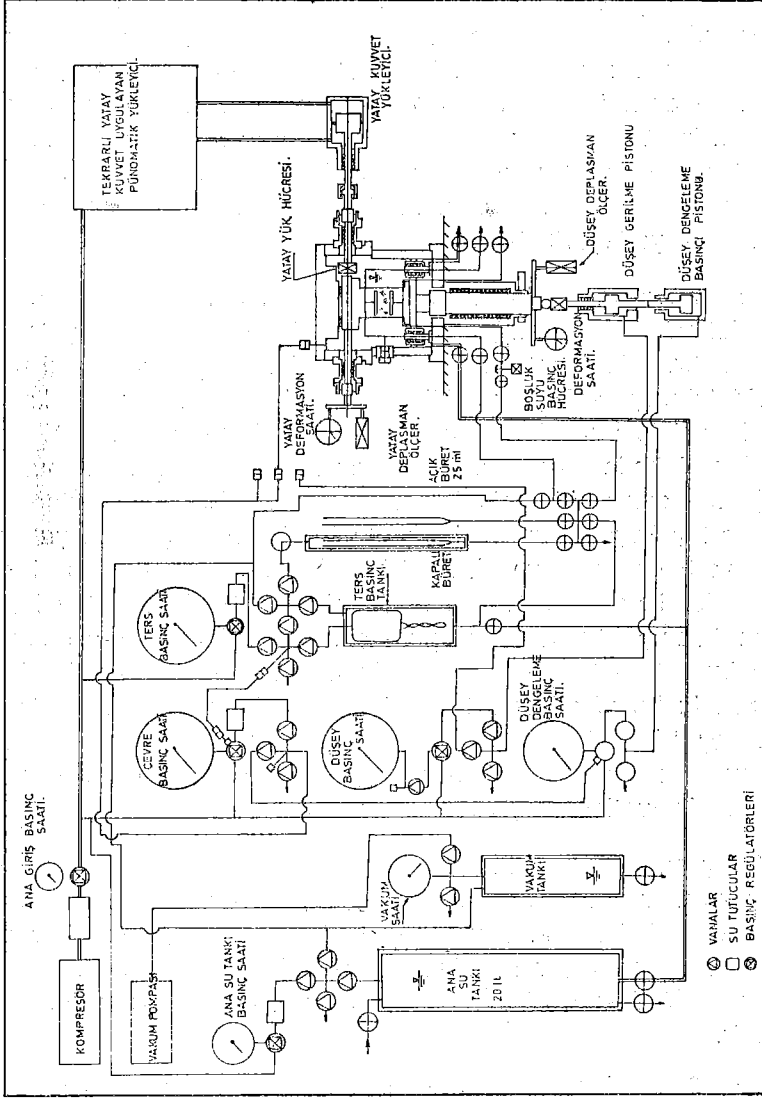 TEKRARLI YATAY
KUVVET UYGULAYAN
PÜNOMATİK YÜKLEYİCİ.
YATAY KUVVET
YÜKLEYİCİ.
YATAY YÜK HÜCRESİ.
DÜŞEY DEPLASMAN
ÖLÇER.
DÜŞEY GERİLME PİSTONU
DÜŞEY DENGELEME
BASINÇI PİSTONU.
BOŞLUK
SUYU
BASINÇ
HÜCRESİ.
DEFORMASYON
SAATİ.
YATAY
DEFORMASYON
SAATİ.
YATAY
DEPLASMAN
ÖLÇER.
AÇIK
BÜRET
25 ml
KAPALI
BÜRET
TERS
BASINÇ
TANKI.
TERS
BASINÇ SAATİ
ÇEVRE
BASINÇ SAATİ
DÜŞEY
BASINÇ SAATİ
DÜŞEY
DENGELEME
BASINÇ
SAATİ.
ANA GİRİŞ BASINÇ
SAATİ.
KOMPRESÖR
VAKUM POMPASI
ANA SU TANKI
BASINÇ SAATİ
VAKUM
SAATİ
VAKUM
TANKI
ANA
SU
TANKI
20 lL
VANALAR
SU TUTUCULAR
BASINÇ REGÜLATÖRLERİ